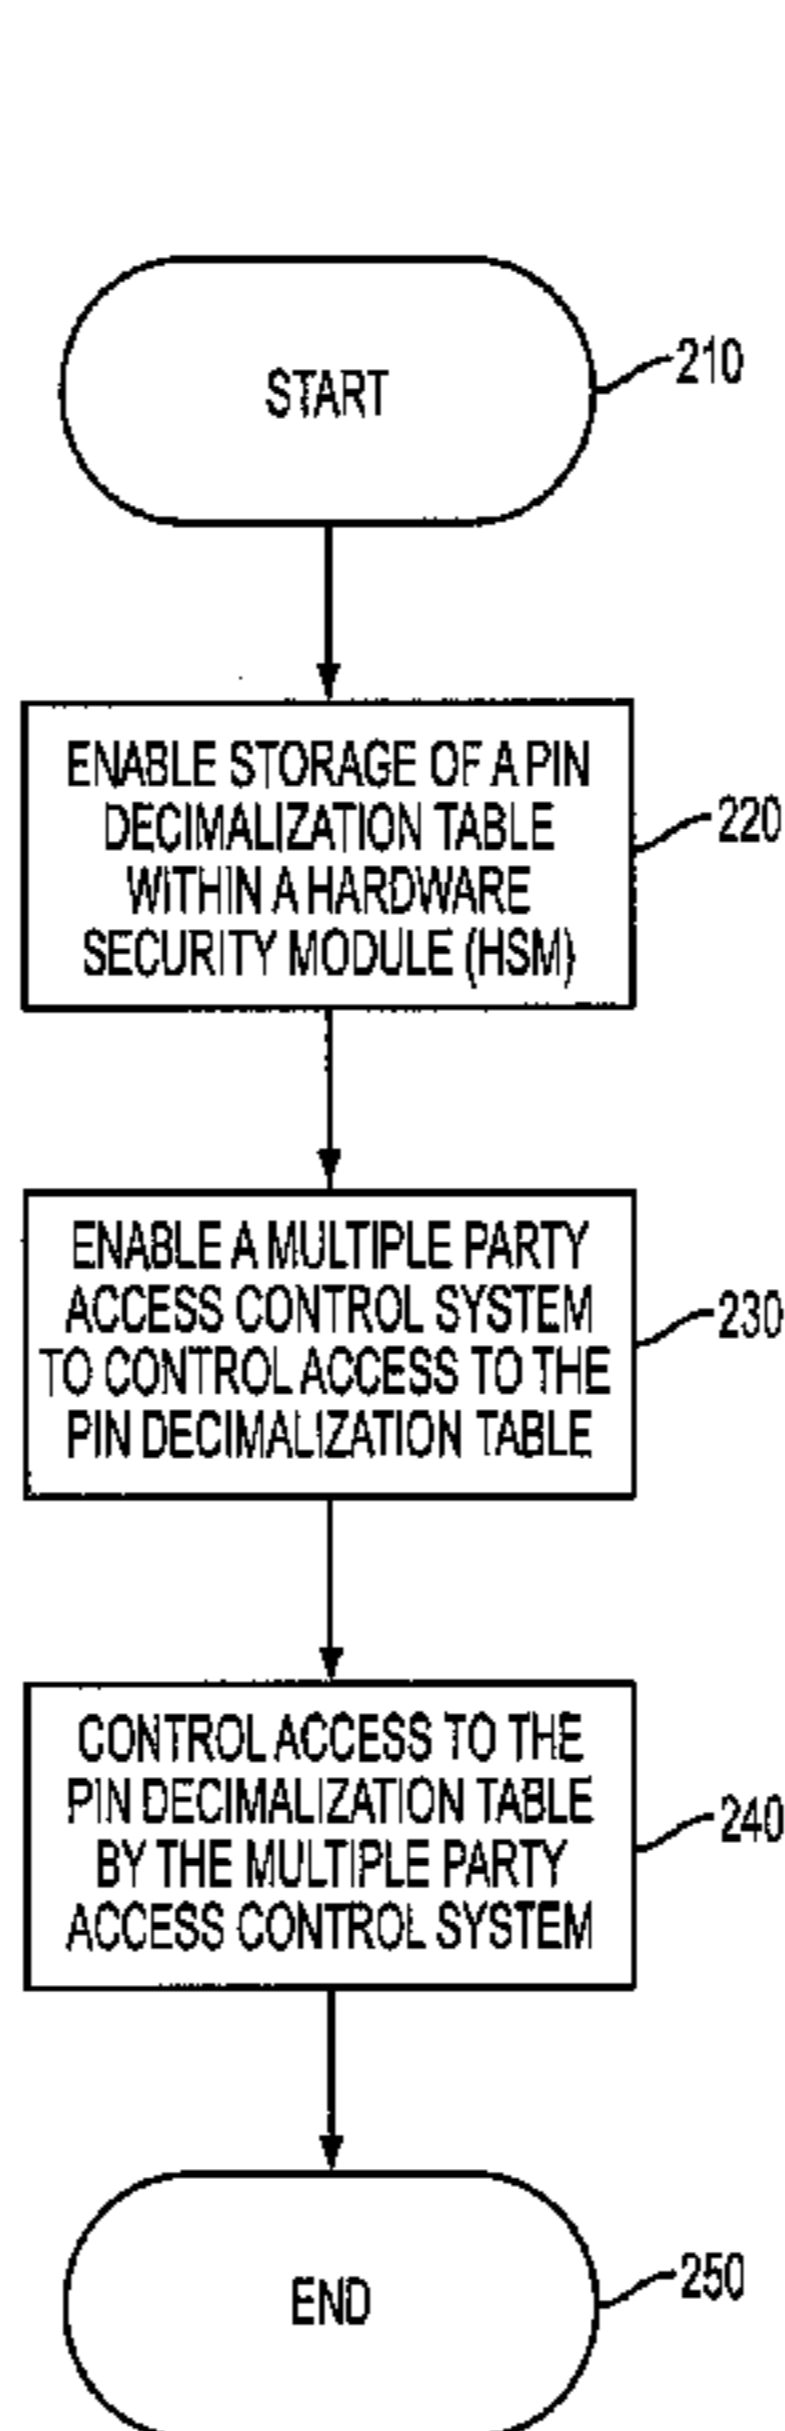 START
210
ENABLE STORAGE OF A PIN
DECIMALIZATION TABLE
WITHIN A HARDWARE
SECURITY MODULE (HSM)
220
ENABLE A MULTIPLE PARTY
ACCESS CONTROL SYSTEM
TO CONTROL ACCESS TO THE
PIN DECIMALIZATION TABLE
230
CONTROL ACCESS TO THE
PIN DECIMALIZATION TABLE
BY THE MULTIPLE PARTY
ACCESS CONTROL SYSTEM
240
END
250